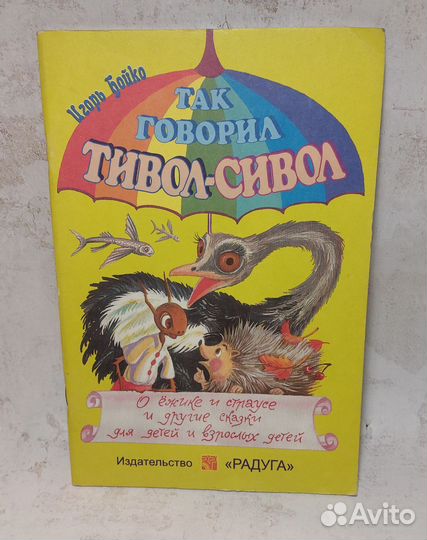 Игорь Бойко
ТАК
ГОВОРИЛ
ТИВОЛ-СИВОЛ
О ёжике и страусе
и другие сказки
для детей и взрослых детей
Издательство «РАДУГА»
Avito